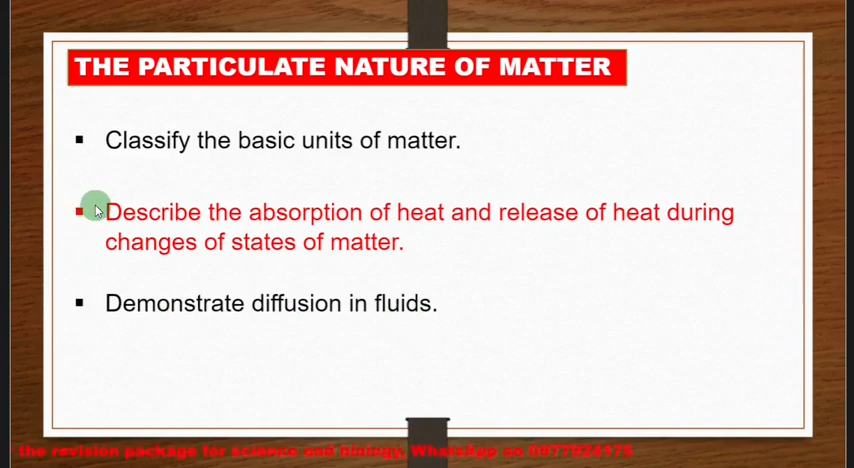 THE PARTICULATE NATURE OF MATTER
▪ Classify the basic units of matter.
▪ Describe the absorption of heat and release of heat during
changes of states of matter.
▪ Demonstrate diffusion in fluids.
the revision package for science and biology, WhatsApp on